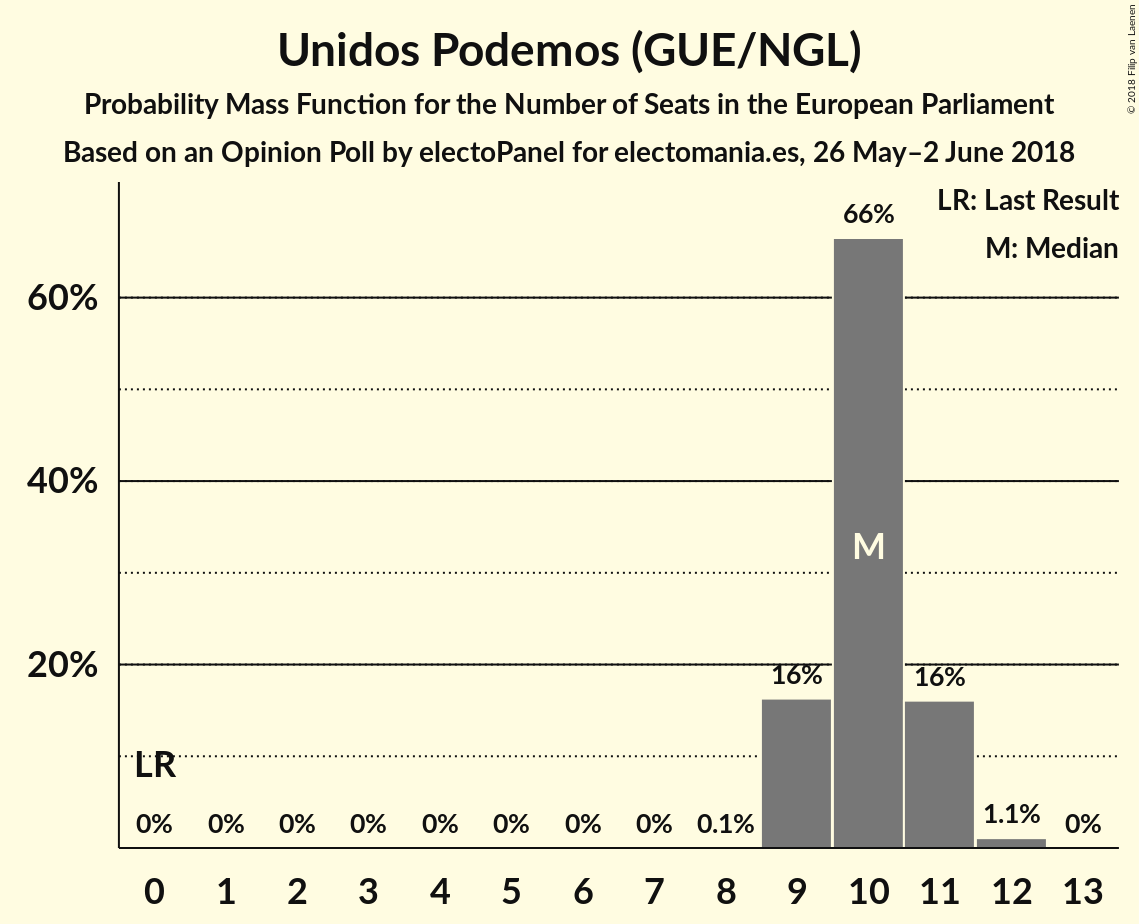 Unidos Podemos (GUE/NGL)
Probability Mass Function for the Number of Seats in the European Parliament
Based on an Opinion Poll by electoPanel for electomania.es, 26 May–2 June 2018
© 2018 Filip van Laenen
LR: Last Result
M: Median
66%
60%
40%
M
20%
16%
16%
LR
0% 0% 0% 0% 0% 0% 0% 0% 0.1% 1.1% 0%
0 1 2 3 4 5 6 7 8 9 10 11 12 13